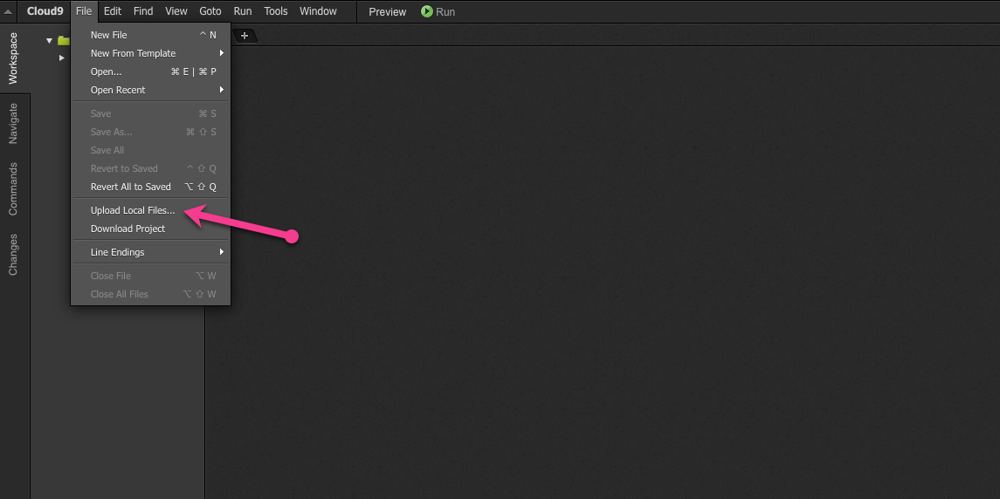 Cloud9 File Edit Find View Goto Run Tools Window Preview Run
Workspace
Navigate
Commands
Changes
New File ^ N
New From Template
Open... ⌘ E | ⌘ P
Open Recent
Save ⌘ S
Save As... ⌘ ⇧ S
Save All
Revert to Saved ^ ⇧ Q
Revert All to Saved ⌥ ⇧ Q
Upload Local Files...
Download Project
Line Endings
Close File ⌥ W
Close All Files ⌥ ⇧ W